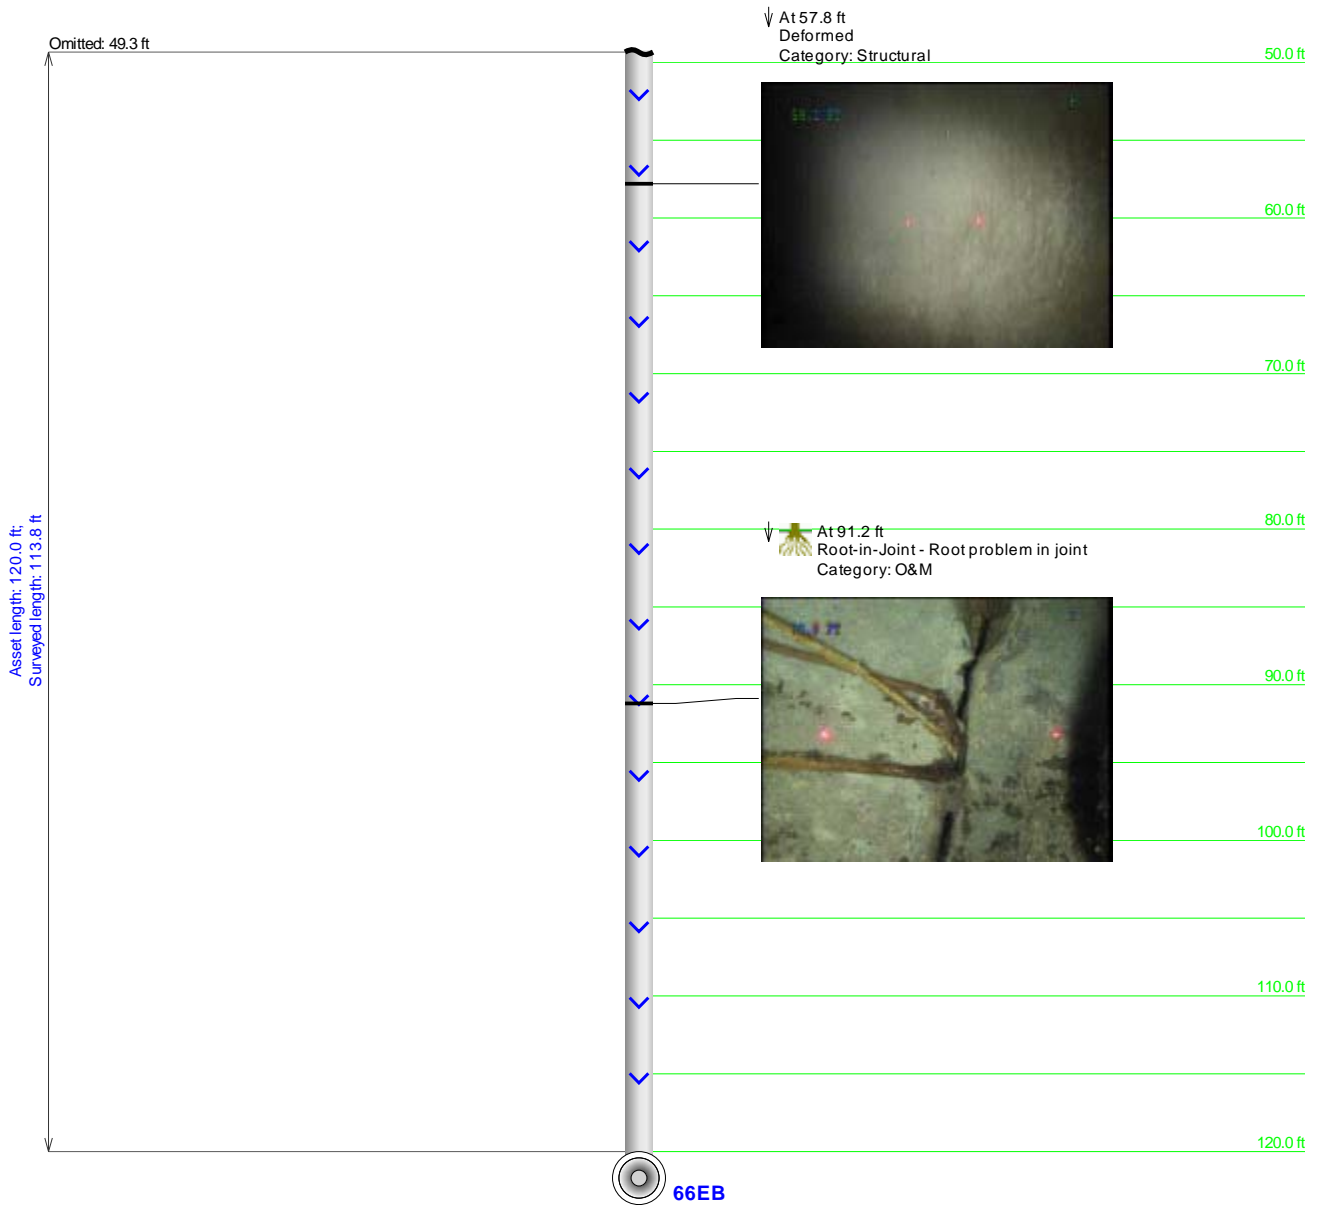 Omitted: 49.3 ft
At 57.8 ft
Deformed
Category: Structural
50.0 ft
60.0 ft
70.0 ft
80.0 ft
At 91.2 ft
Root-in-Joint - Root problem in joint
Category: O&M
90.0 ft
100.0 ft
110.0 ft
120.0 ft
Asset length: 120.0 ft;
Surveyed length: 113.8 ft
66EB